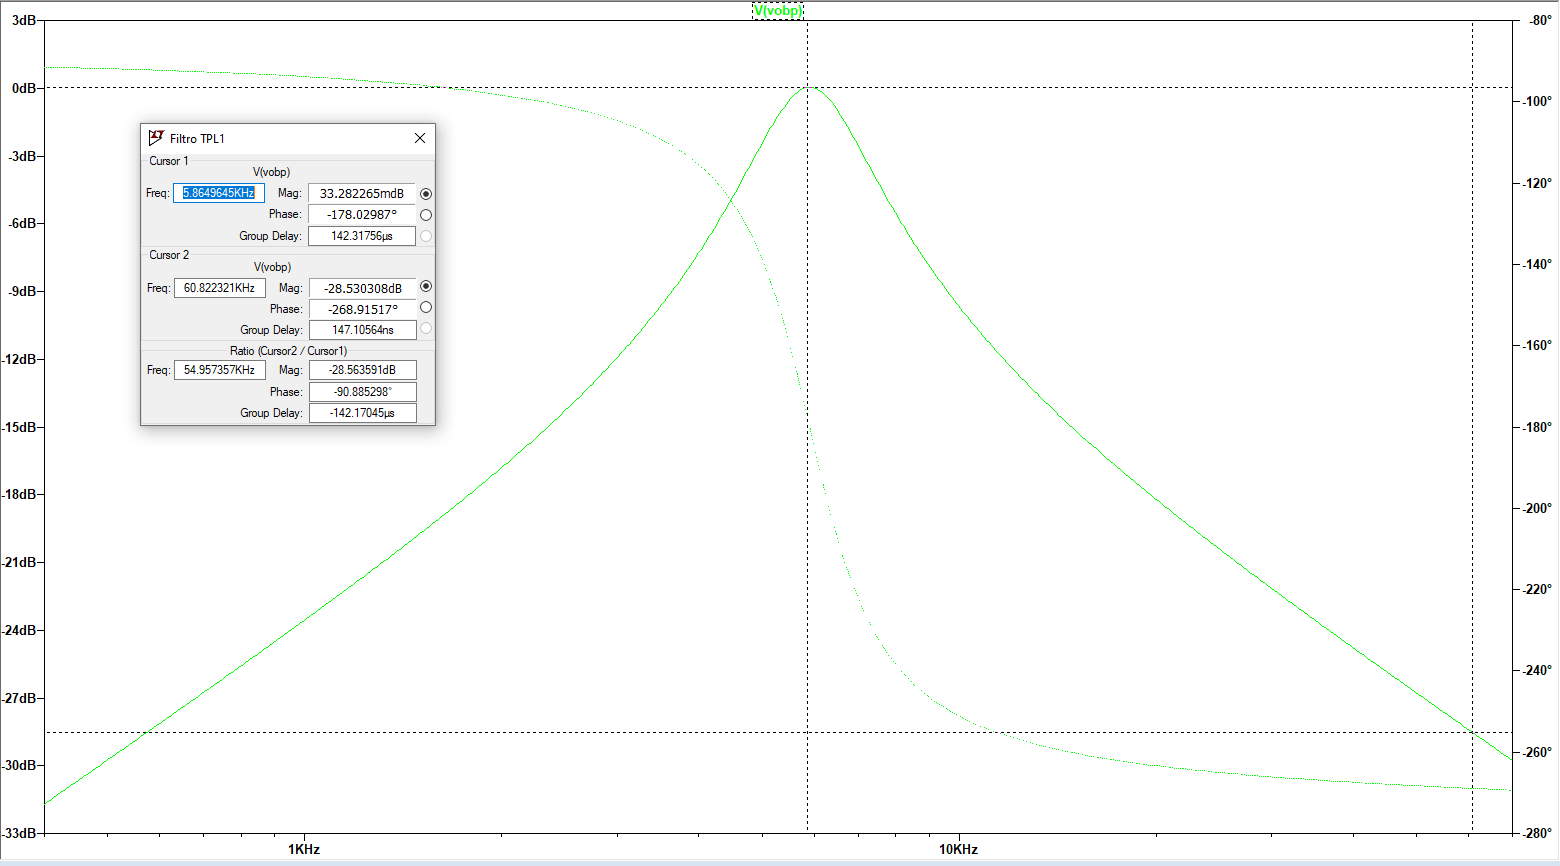 V(vobp)
3dB
0dB
-3dB
-6dB
-9dB
-12dB
-15dB
-18dB
-21dB
-24dB
-27dB
-30dB
-33dB
Filtro TPL1
Cursor 1
V(vobp)
Freq: 5.8649645KHz Mag: 33.282265mdB
Phase: -178.02987°
Group Delay: 142.31756µs
Cursor 2
V(vobp)
Freq: 60.822321KHz Mag: -28.530308dB
Phase: -268.91517°
Group Delay: 147.10564ns
Ratio (Cursor2 / Cursor1)
Freq: 54.957357KHz Mag: -28.563591dB
Phase: -90.885298°
Group Delay: -142.17045µs
-80°
-100°
-120°
-140°
-160°
-180°
-200°
-220°
-240°
-260°
-280°
1KHz
10KHz